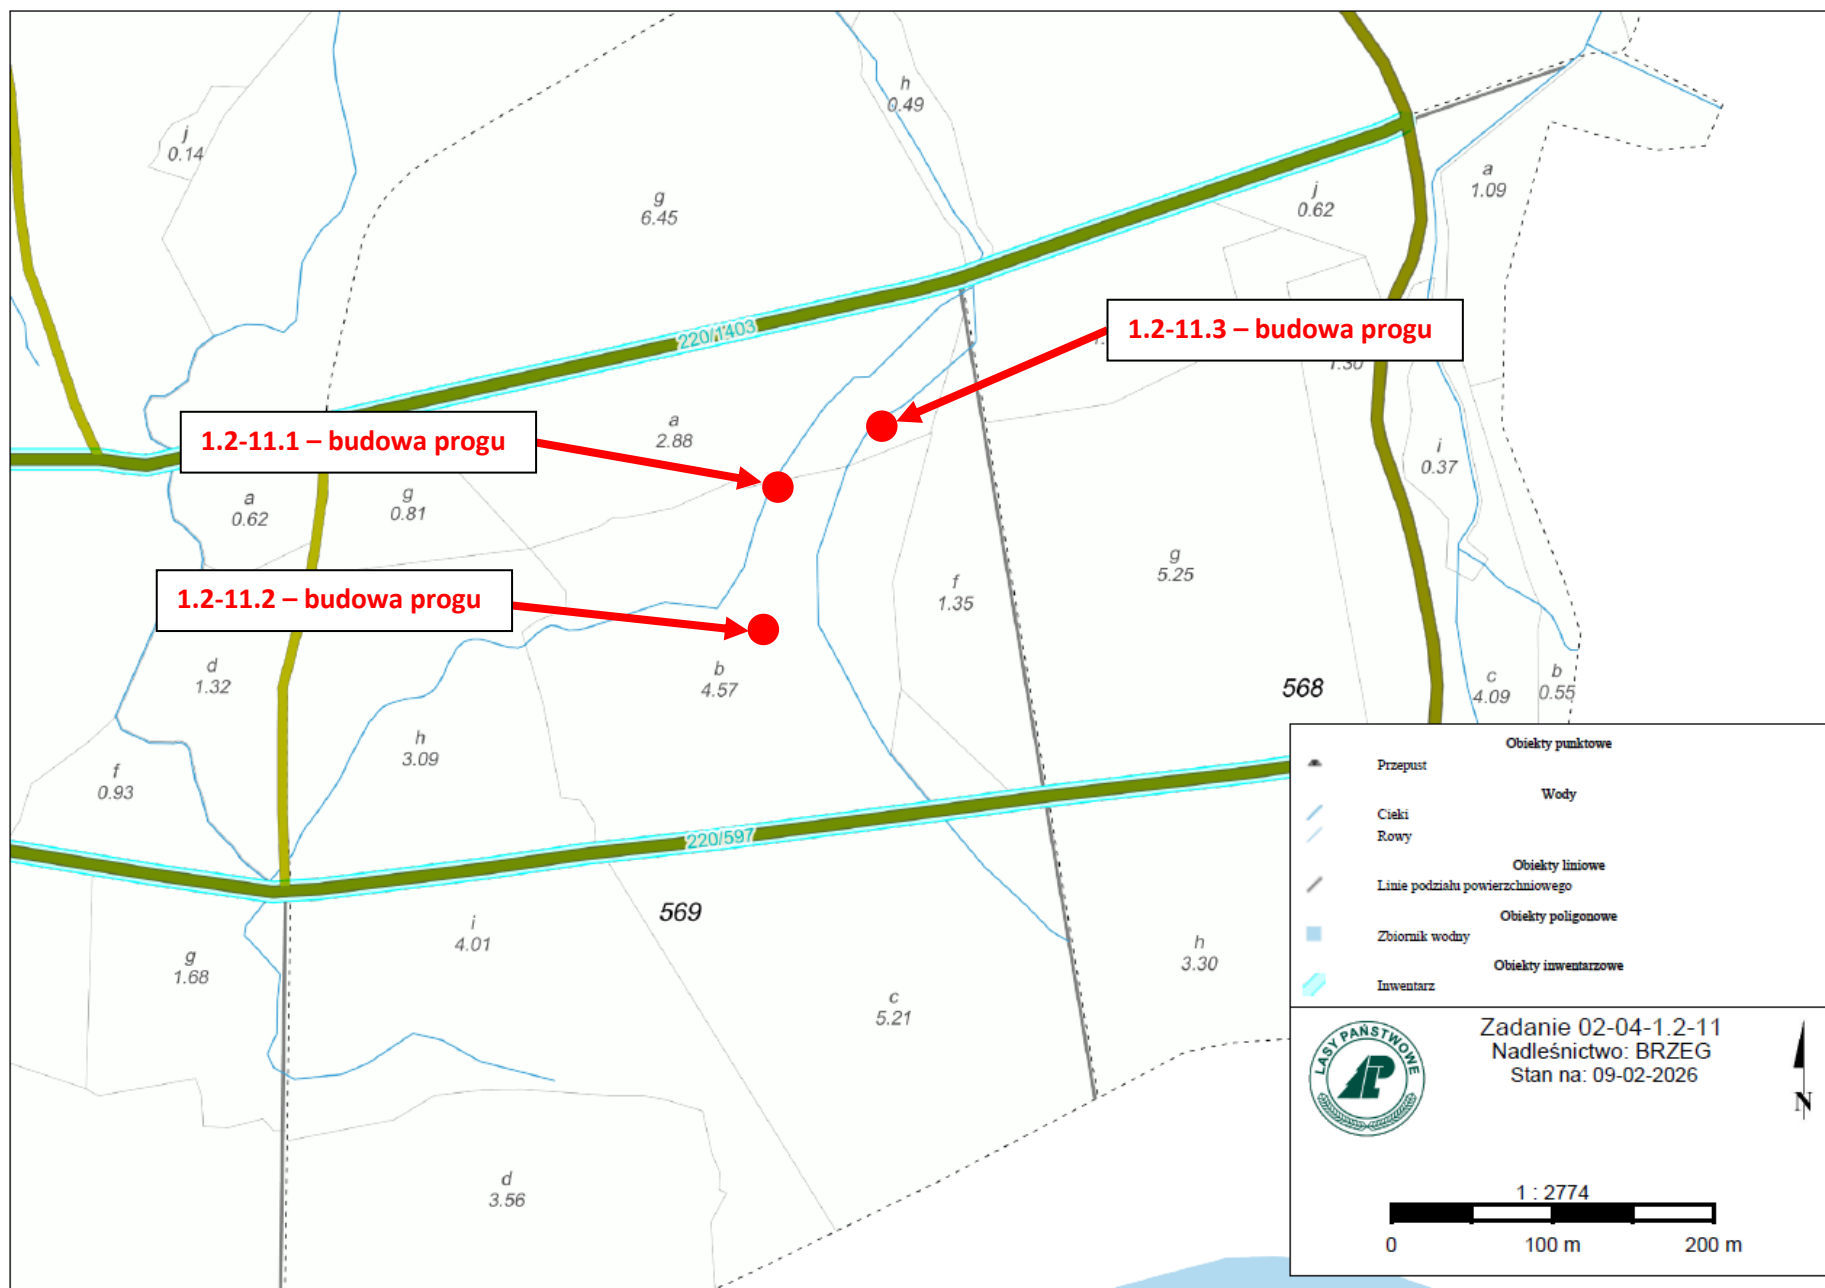 h
0.49
j
0.14
a
1.09
g
6.45
j
0.62
220/1403
1.2-11.3 – budowa progu
1.30
1.2-11.1 – budowa progu
a
2.88
i
0.37
a
0.62
g
0.81
g
5.25
f
1.35
1.2-11.2 – budowa progu
d
1.32
b
4.57
568
c
4.09
b
0.55
h
3.09
f
0.93
220/597
569
i
4.01
g
1.68
h
3.30
c
5.21
d
3.56
Obiekty punktowe
Przepust
Wody
Cieki
Rowy
Obiekty liniowe
Linie podziału powierzchniowego
Obiekty poligonowe
Zbiornik wodny
Obiekty inwentarzowe
Inwentarz
LASY PAŃSTWOWE
Zadanie 02-04-1.2-11
Nadleśnictwo: BRZEG
Stan na: 09-02-2026
N
1 : 2774
0 100 m 200 m